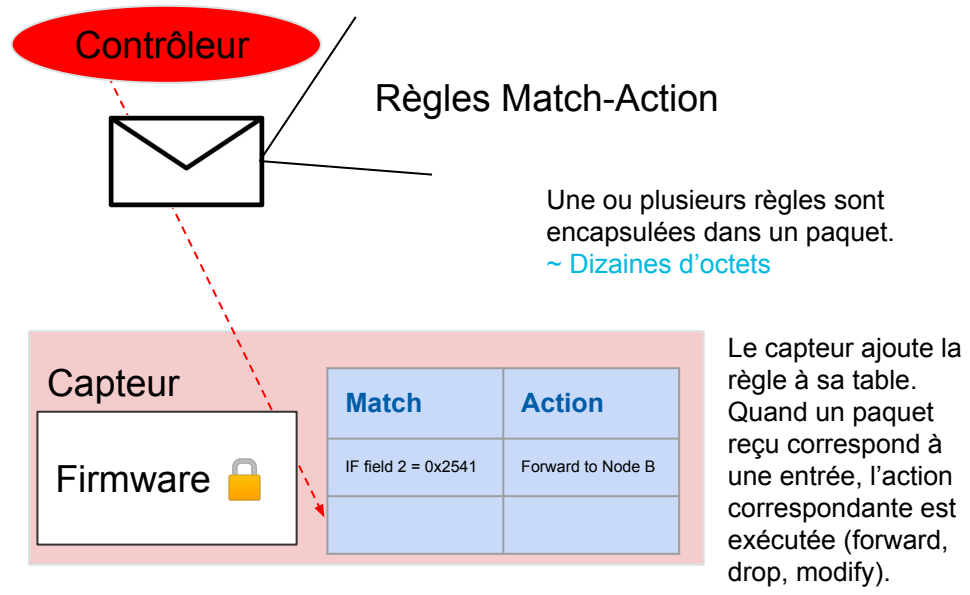 Contrôleur
Règles Match-Action
Une ou plusieurs règles sont
encapsulées dans un paquet.
~ Dizaines d’octets
Capteur
Firmware
Match
Action
IF field 2 = 0x2541
Forward to Node B
Le capteur ajoute la
règle à sa table.
Quand un paquet
reçu correspond à
une entrée, l’action
correspondante est
exécutée (forward,
drop, modify).